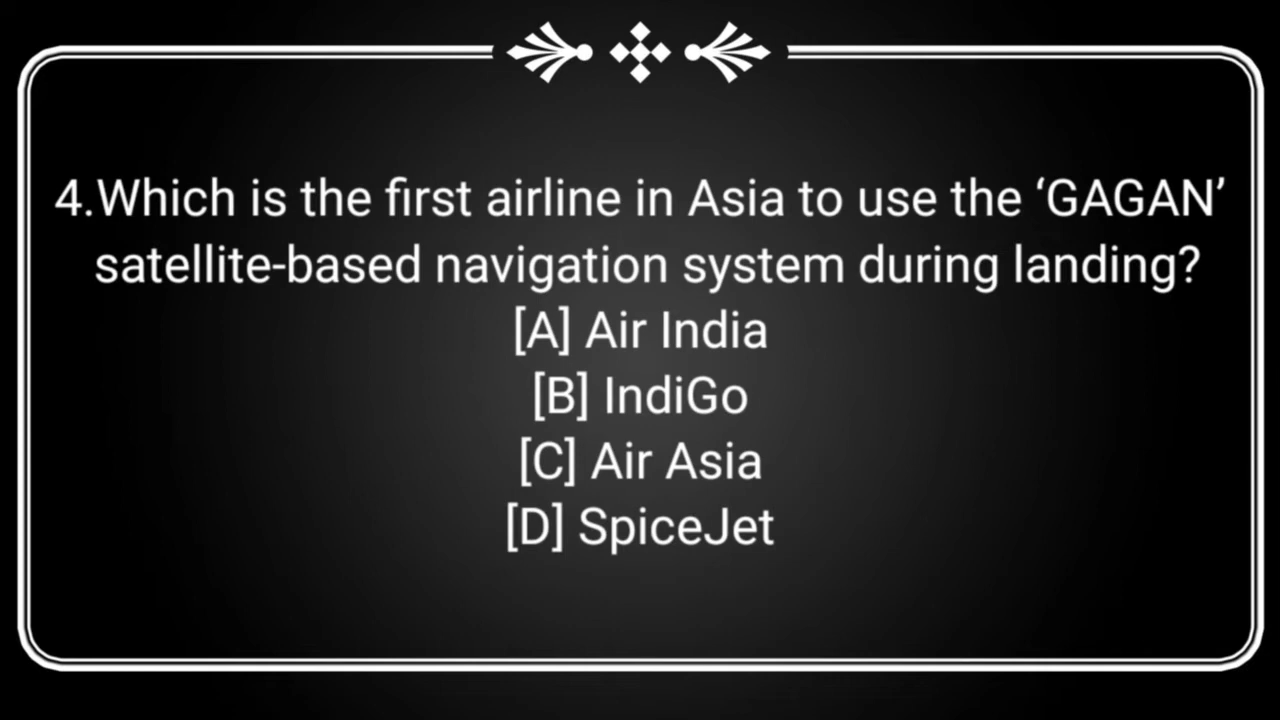 4.Which is the first airline in Asia to use the ‘GAGAN’
satellite-based navigation system during landing?
[A] Air India
[B] IndiGo
[C] Air Asia
[D] SpiceJet